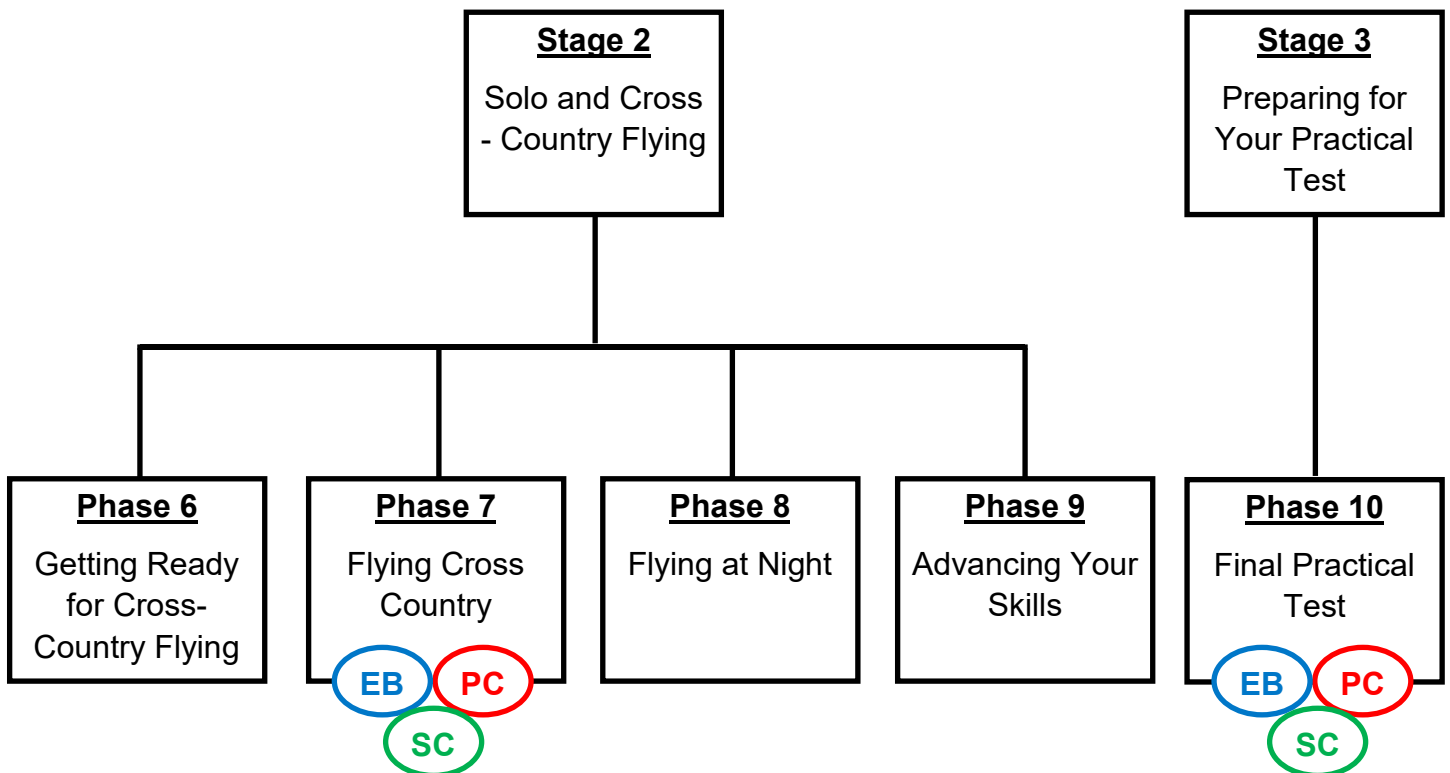 Stage 2
Solo and Cross
- Country Flying
Stage 3
Preparing for
Your Practical
Test
Phase 6
Getting Ready
for Cross-
Country Flying
Phase 7
Flying Cross
Country
EB
PC
SC
Phase 8
Flying at Night
Phase 9
Advancing Your
Skills
Phase 10
Final Practical
Test
EB
PC
SC